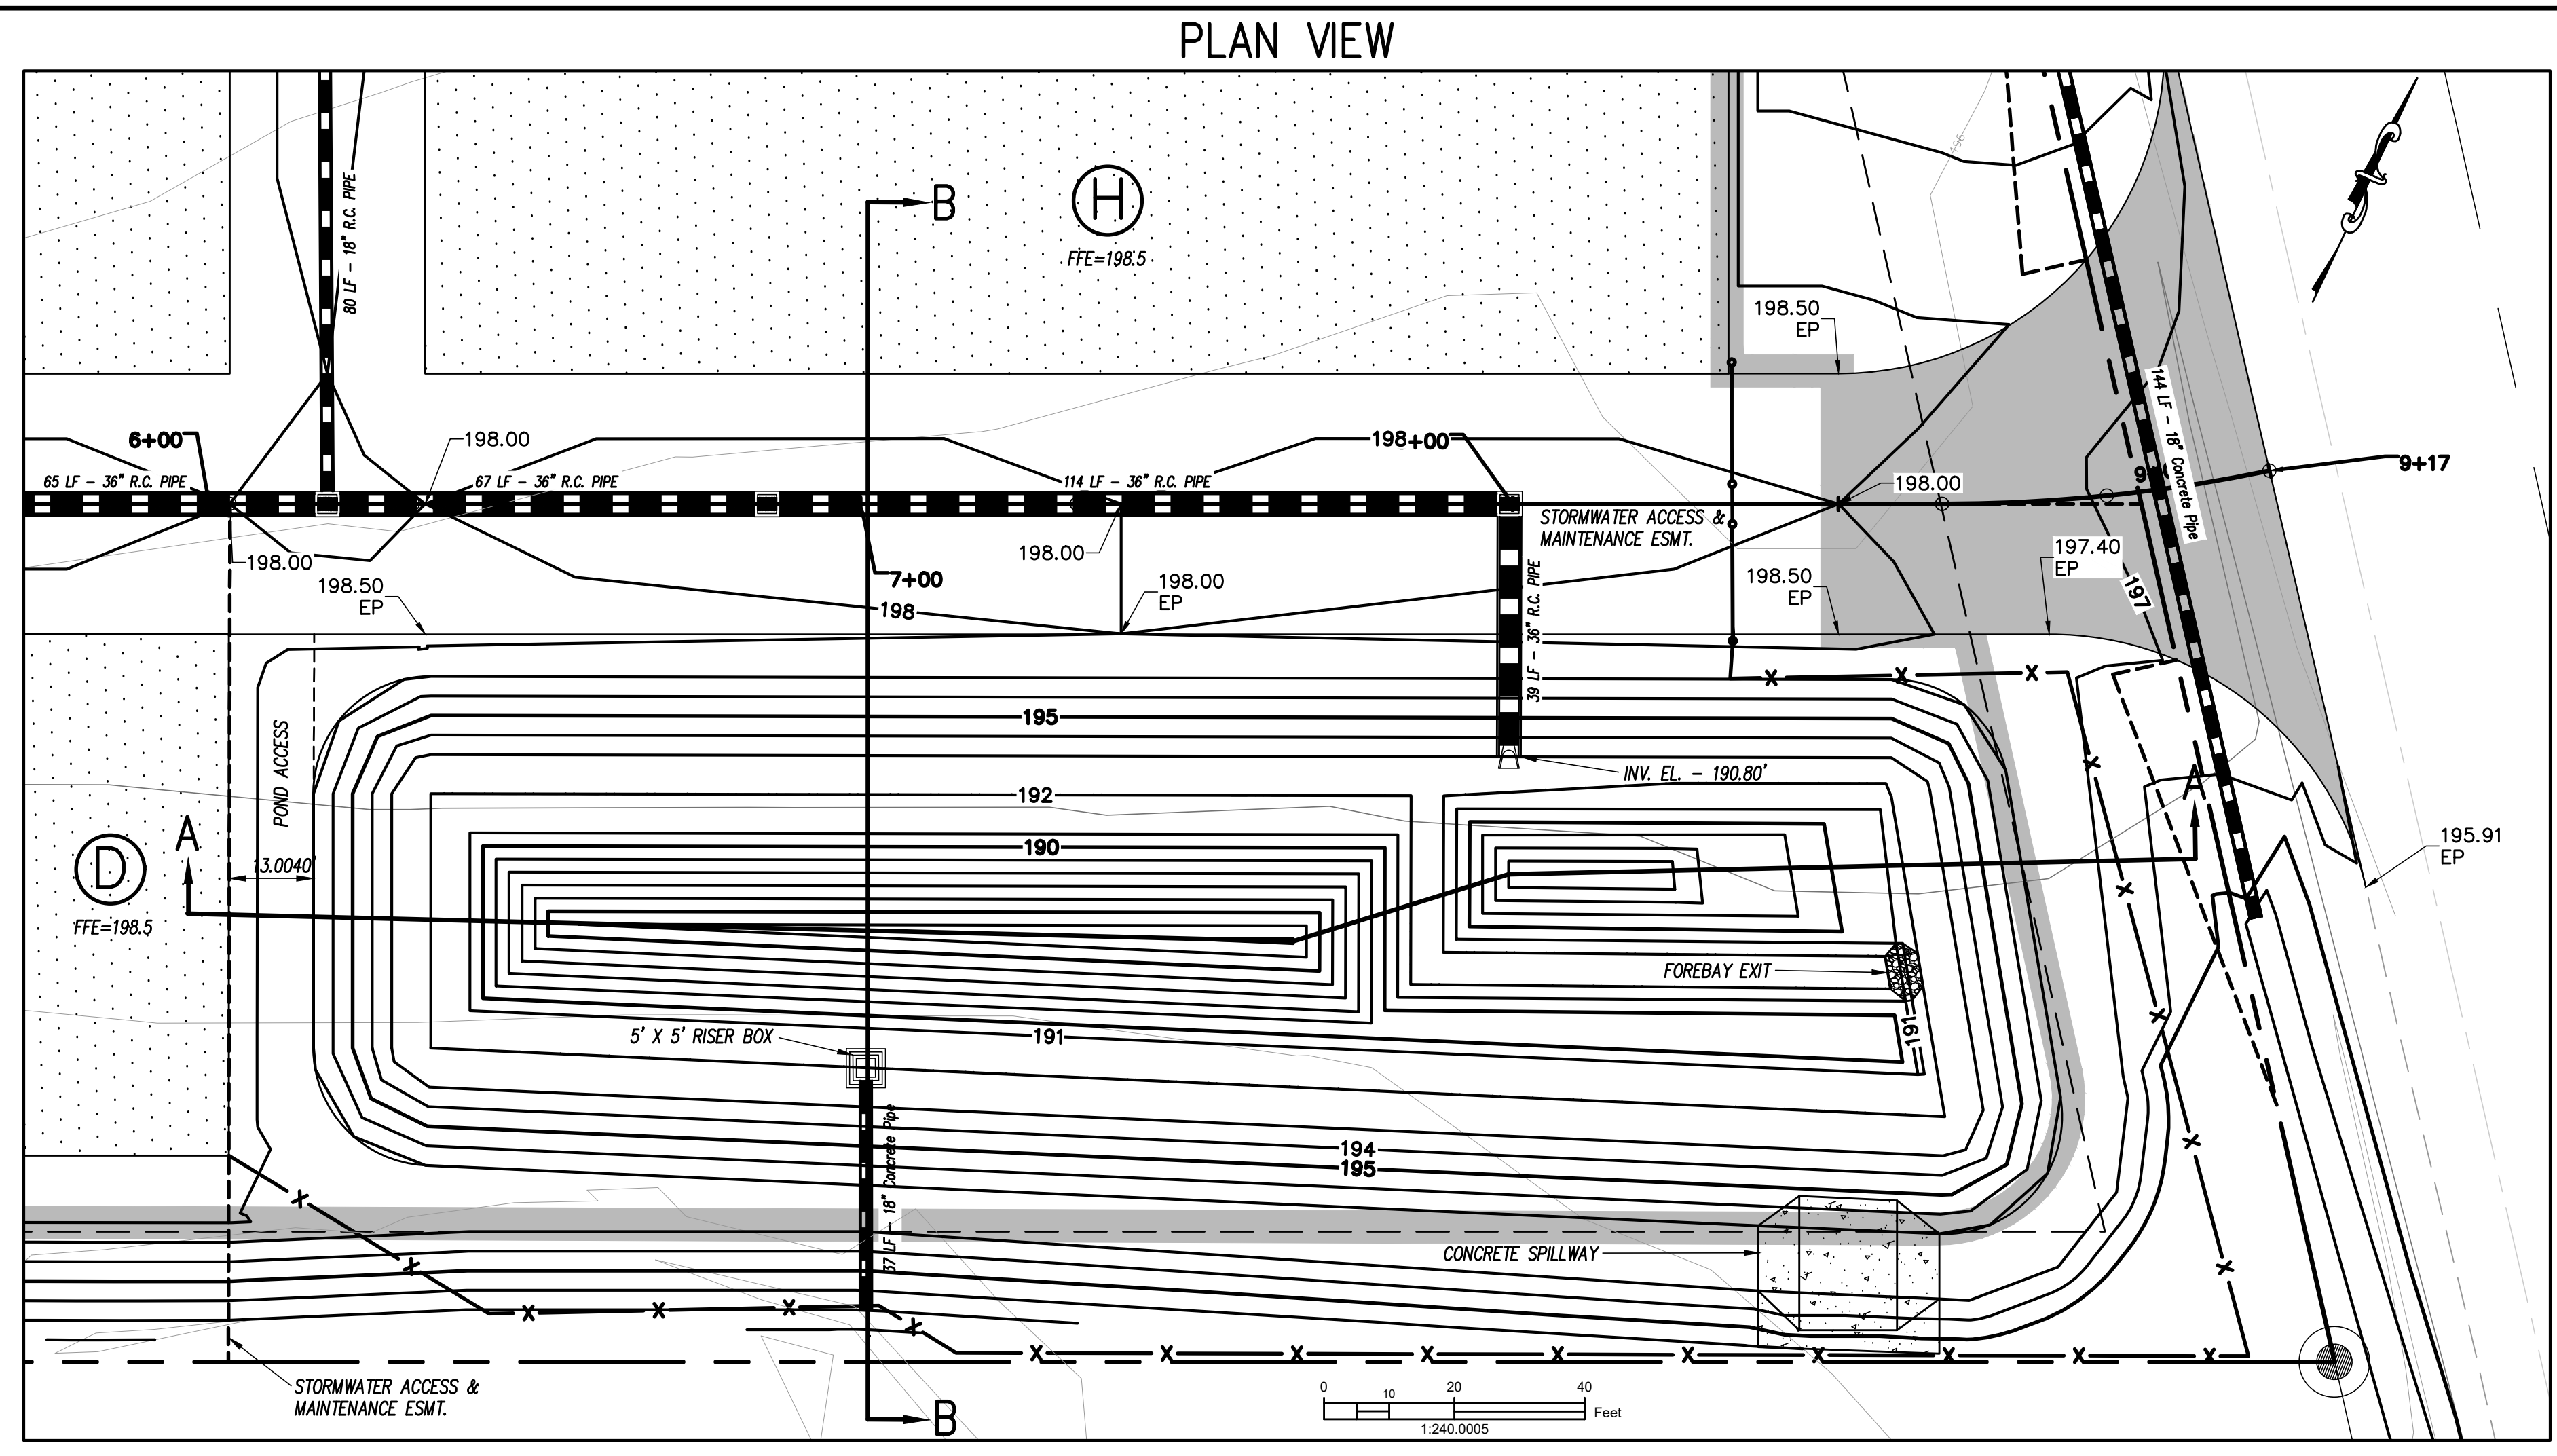 PLAN VIEW
196
80 LF - 18" R.C. PIPE
B
H
FFE=198.5
198.50
EP
144 LF - 18" Concrete Pipe
6+00
198.00
198+00
9+17
65 LF - 36" R.C. PIPE
67 LF - 36" R.C. PIPE
114 LF - 36" R.C. PIPE
198.00
STORMWATER ACCESS &
MAINTENANCE ESMT.
198.00
198.00
197.40
EP
198.50
EP
7+00
198.00
EP
198.50
EP
197
198
39 LF - 36" R.C. PIPE
195
POND ACCESS
INV. EL. - 190.80'
192
A
A
190
195.91
EP
D
13.0040'
FFE=198.5
FOREBAY EXIT
5' X 5' RISER BOX
191
191
37 LF - 18" Concrete Pipe
194
195
CONCRETE SPILLWAY
STORMWATER ACCESS &
MAINTENANCE ESMT.
B
0 10 20 40
Feet
1:240.0005